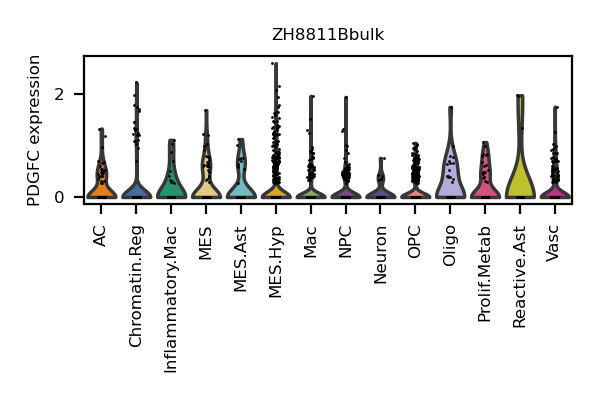 ZH8811Bbulk
PDGFC expression
2
0
AC
Chromatin.Reg
Inflammatory.Mac
MES
MES.Ast
MES.Hyp
Mac
NPC
Neuron
OPC
Oligo
Prolif.Metab
Reactive.Ast
Vasc